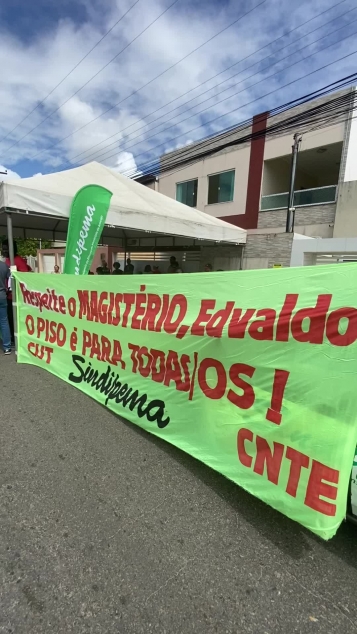 Sindipema
Respeite o MAGISTÉRIO, Edvaldo
O PISO é PARA TODAS/OS!
CUT
Sindipema
CNTE